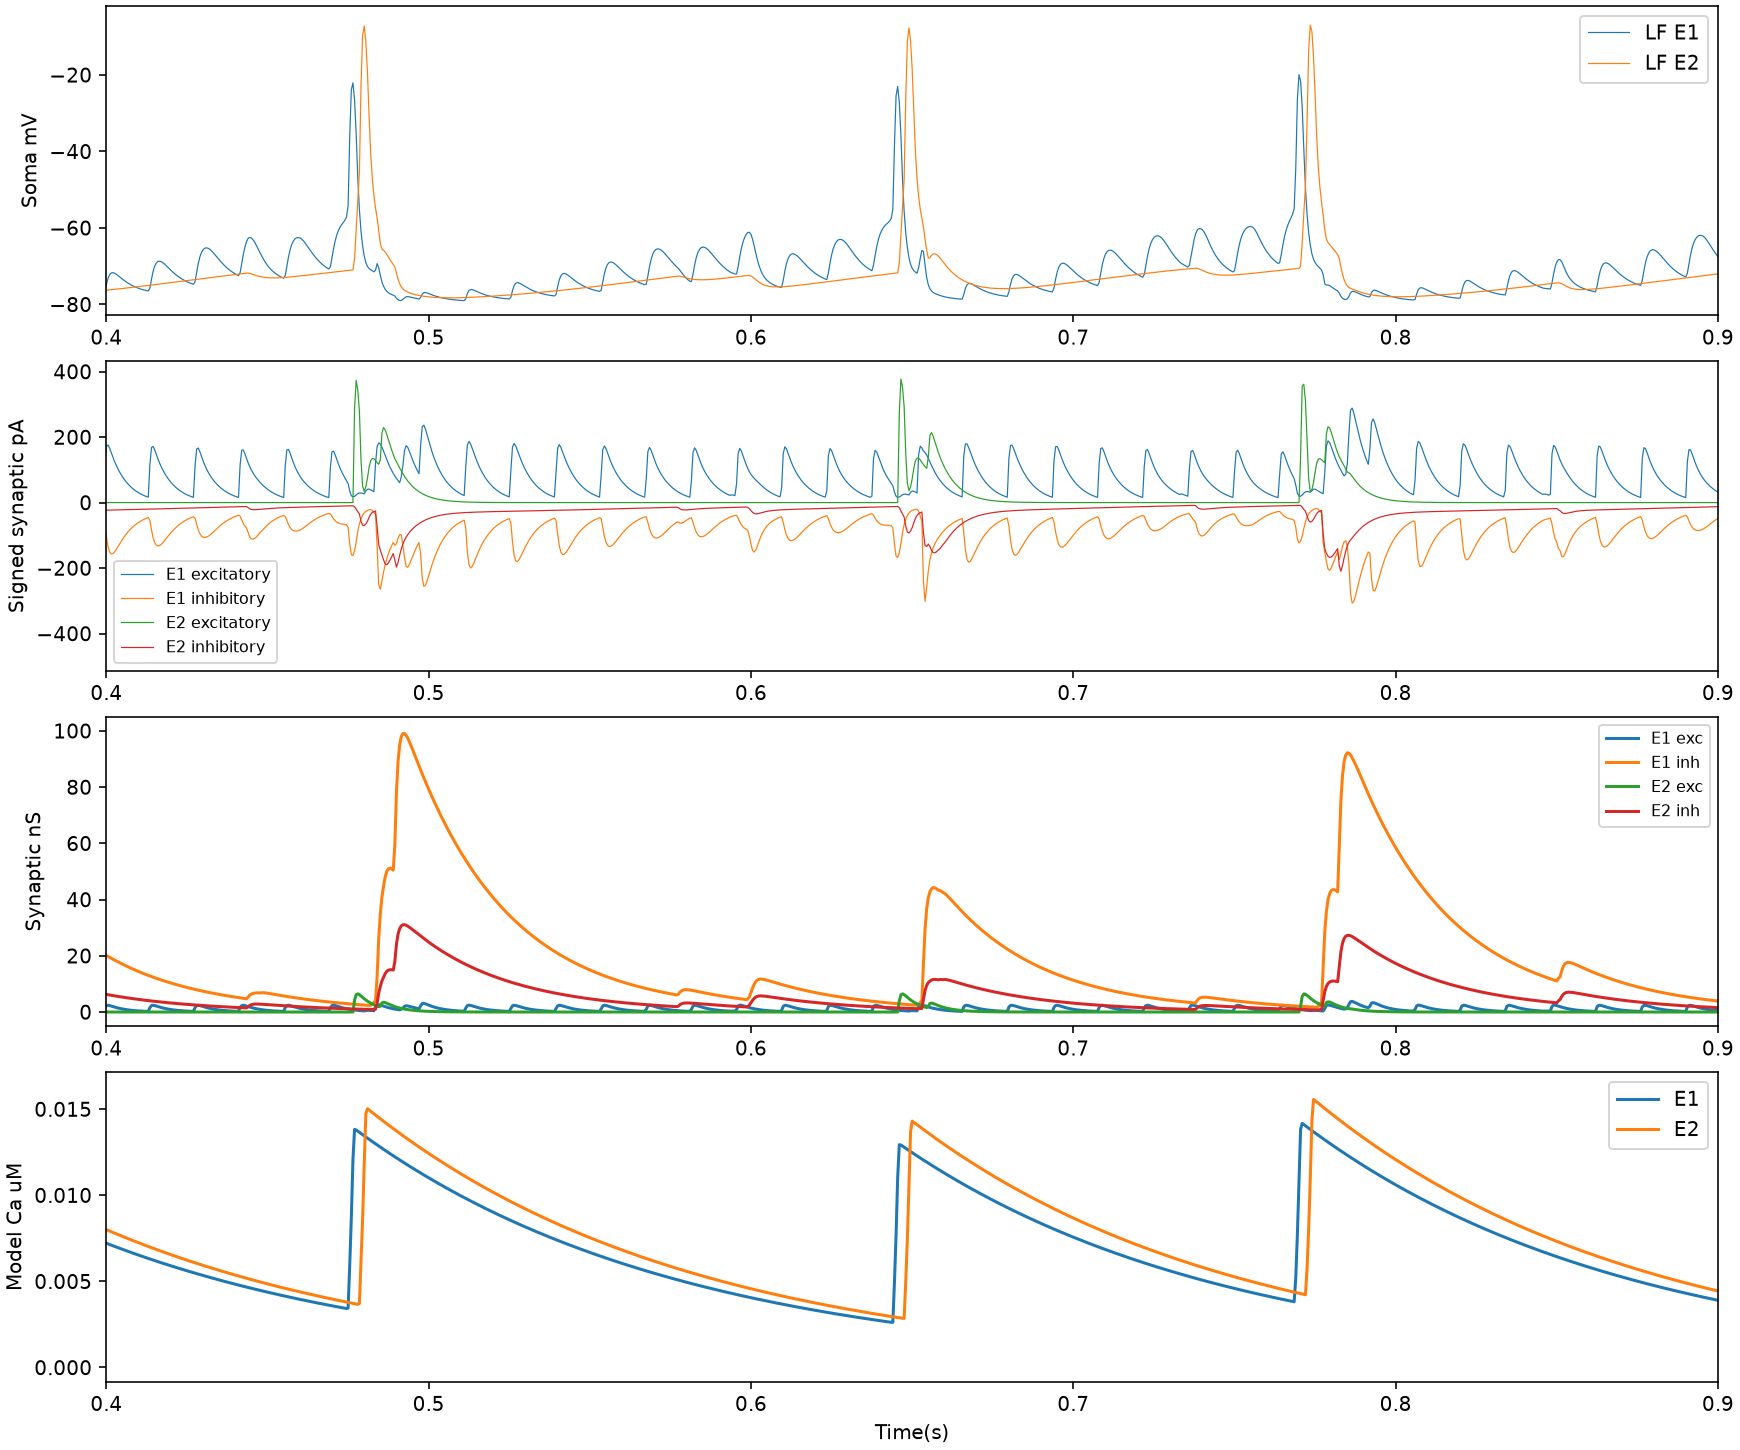 LF E1
LF E2
Soma mV
−20
−40
−60
−80
0.4 0.5 0.6 0.7 0.8 0.9
Signed synaptic pA
400
200
0
−200
−400
E1 excitatory
E1 inhibitory
E2 excitatory
E2 inhibitory
0.4 0.5 0.6 0.7 0.8 0.9
Synaptic nS
100
80
60
40
20
0
E1 exc
E1 inh
E2 exc
E2 inh
0.4 0.5 0.6 0.7 0.8 0.9
Model Ca uM
0.015
0.010
0.005
0.000
E1
E2
0.4 0.5 0.6 0.7 0.8 0.9
Time(s)